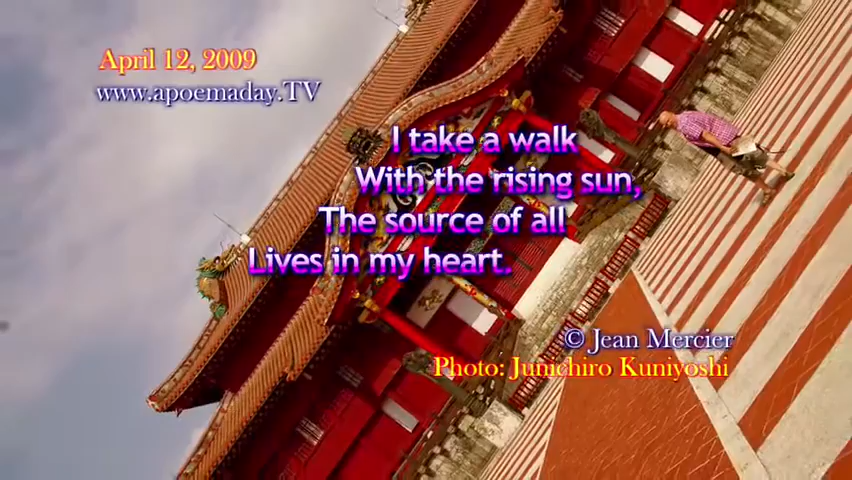 April 12, 2009
www.apoemaday.TV
I take a walk
With the rising sun,
The source of all
Lives in my heart.
© Jean Mercier
Photo: Junichiro Kuniyoshi